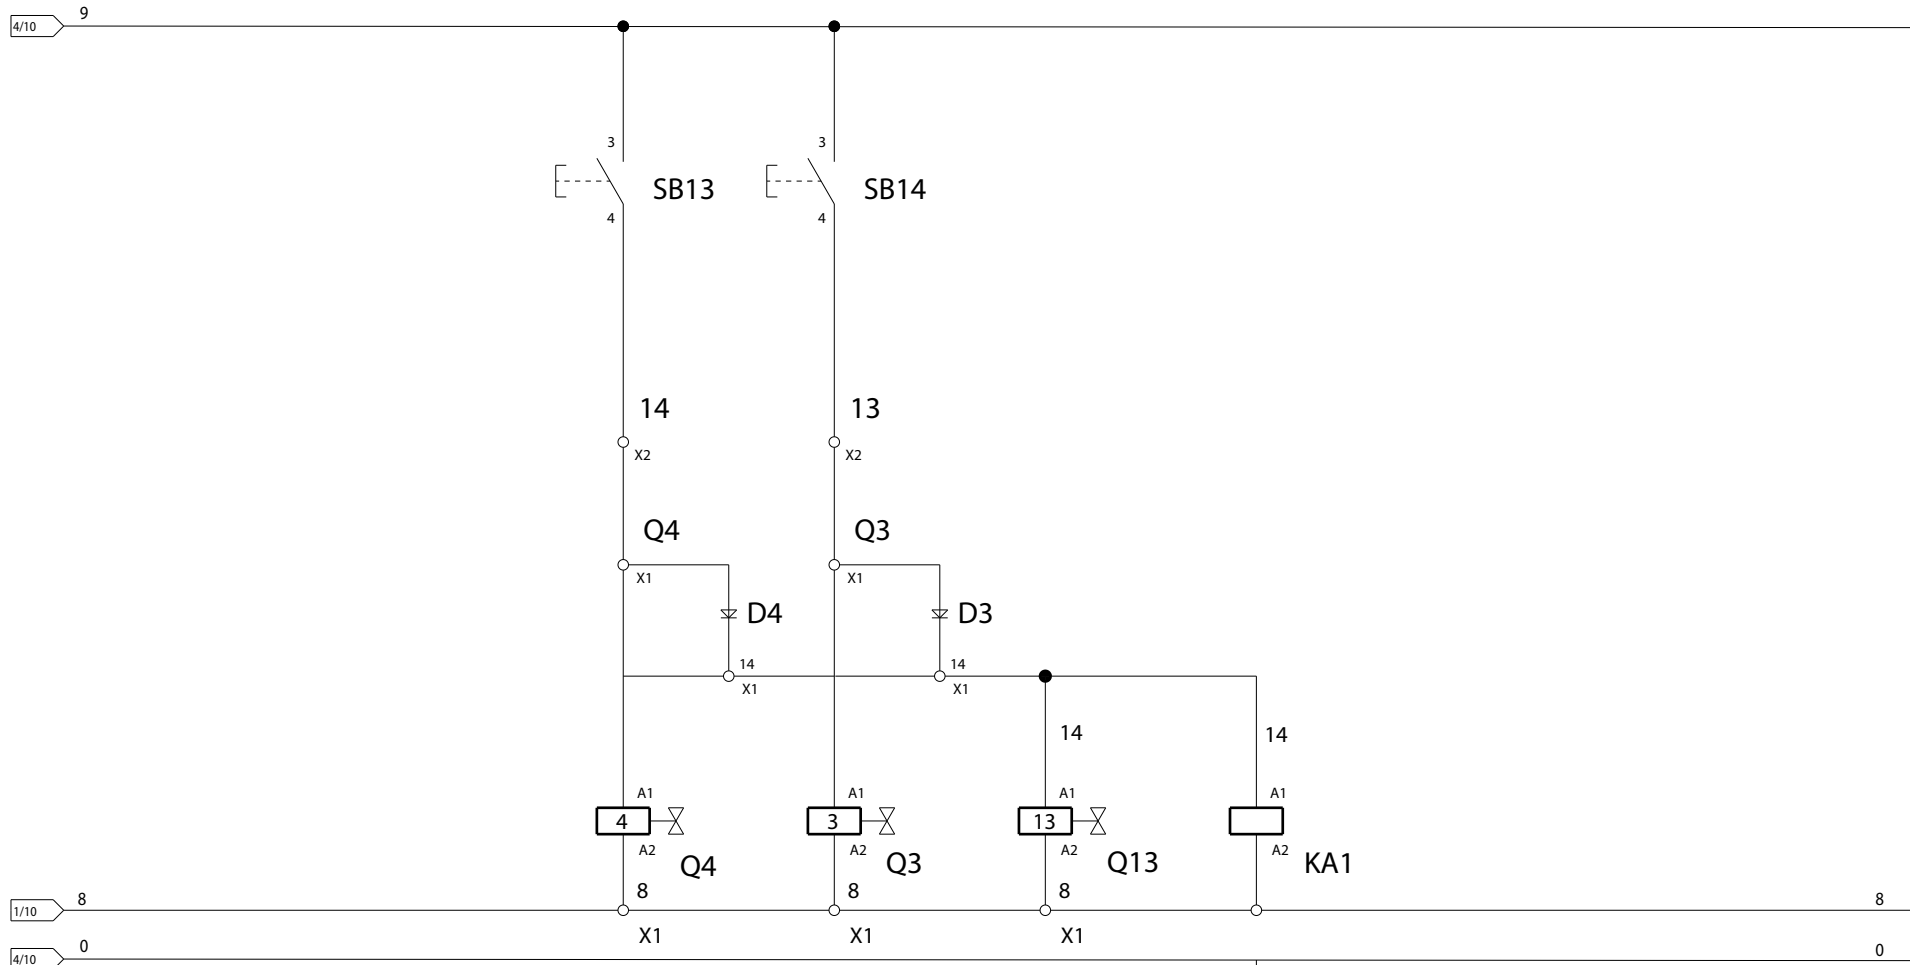 9
4/10
3 3
SB13 SB14
4 4
14 13
X2 X2
Q4 Q3
X1 X1
D4 D3
14 14
X1 X1
14 14
A1 A1 A1 A1
4 3 13
A2 A2 A2 A2
Q4 Q3 Q13 KA1
8 8 8
8 8
1/10
X1 X1 X1
0 0
4/10